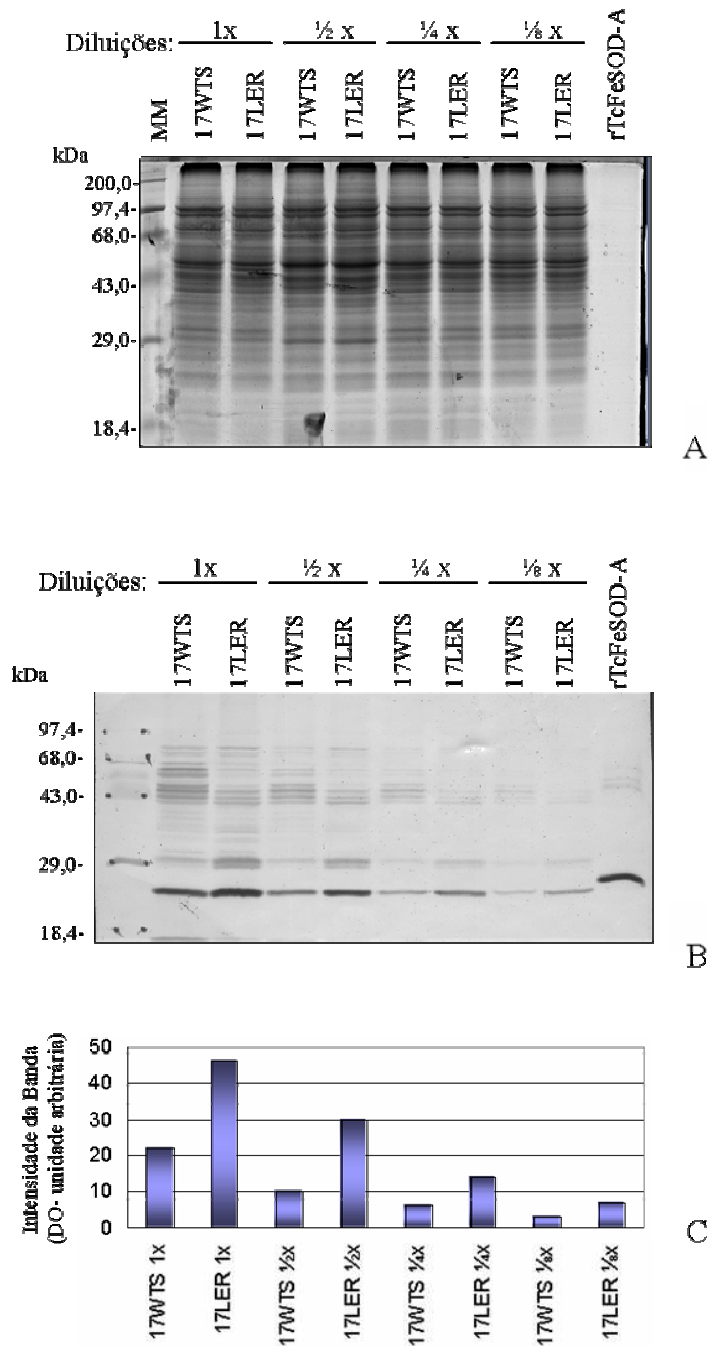 Diluições: 1x ½ x ¼ x ⅛ x
MM 17WTS 17LER 17WTS 17LER 17WTS 17LER 17WTS 17LER rTcFeSOD-A
kDa
200,0-
97,4-
68,0-
43,0-
29,0-
18,4-
A
Diluições: 1x ½ x ¼ x ⅛ x
17WTS 17LER 17WTS 17LER 17WTS 17LER 17WTS 17LER rTcFeSOD-A
kDa
97,4-
68,0-
43,0-
29,0-
18,4-
B
Intensidade da Banda
(DO- unidade arbitrária)
50
40
30
20
10
0
17WTS 1x 17LER 1x 17WTS ½x 17LER ½x 17WTS ¼x 17LER ¼x 17WTS ⅛x 17LER ⅛x
C